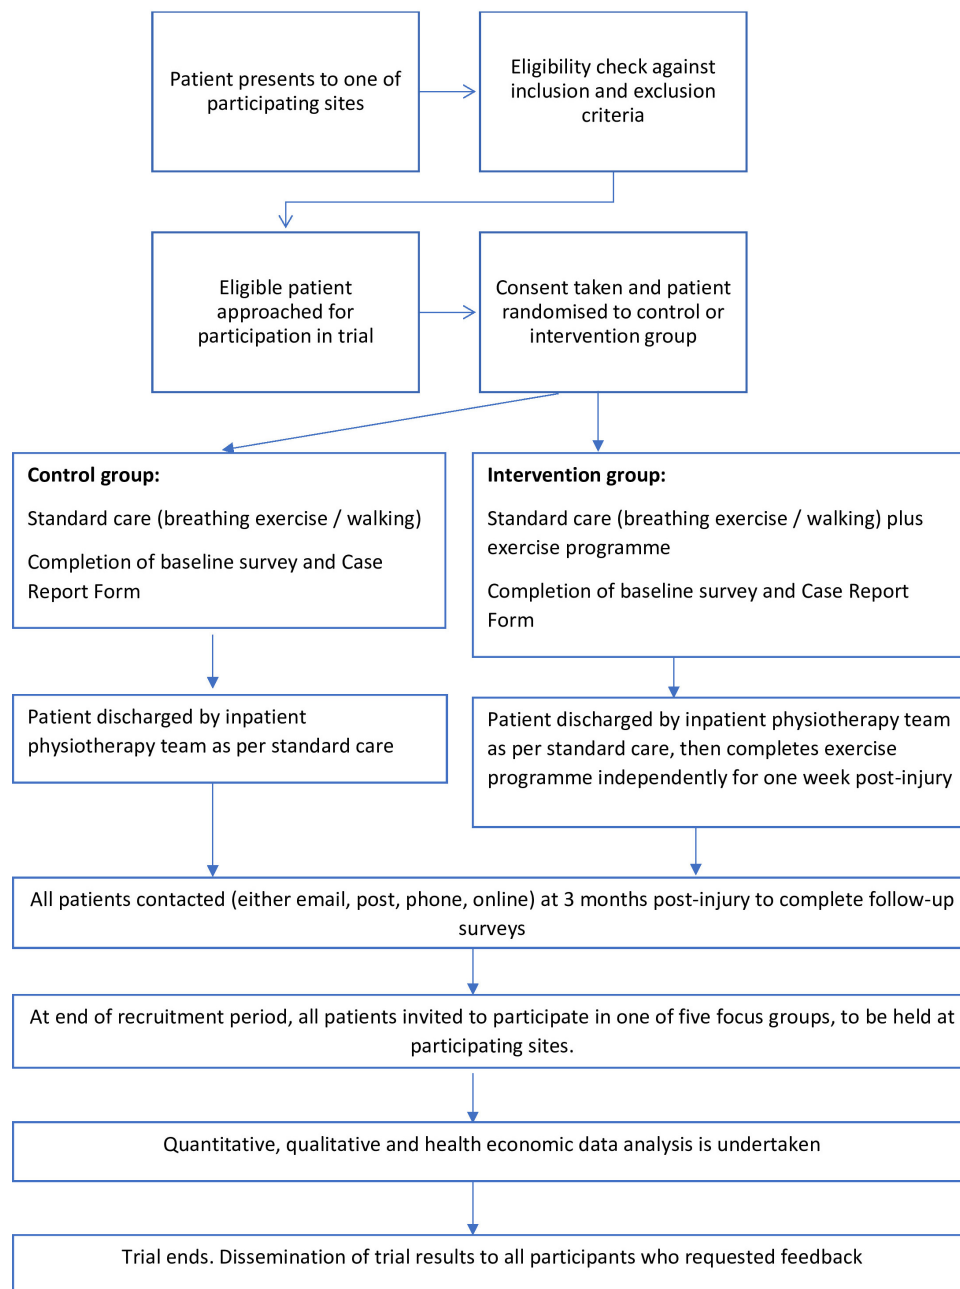 Patient presents to one of
participating sites
Eligibility check against
inclusion and exclusion
criteria
Eligible patient
approached for
participation in trial
Consent taken and patient
randomised to control or
intervention group
Control group:
Standard care (breathing exercise / walking)
Completion of baseline survey and Case
Report Form
Intervention group:
Standard care (breathing exercise / walking) plus
exercise programme
Completion of baseline survey and Case Report
Form
Patient discharged by inpatient
physiotherapy team as per standard care
Patient discharged by inpatient physiotherapy team
as per standard care, then completes exercise
programme independently for one week post-injury
All patients contacted (either email, post, phone, online) at 3 months post-injury to complete follow-up
surveys
At end of recruitment period, all patients invited to participate in one of five focus groups, to be held at
participating sites.
Quantitative, qualitative and health economic data analysis is undertaken
Trial ends. Dissemination of trial results to all participants who requested feedback